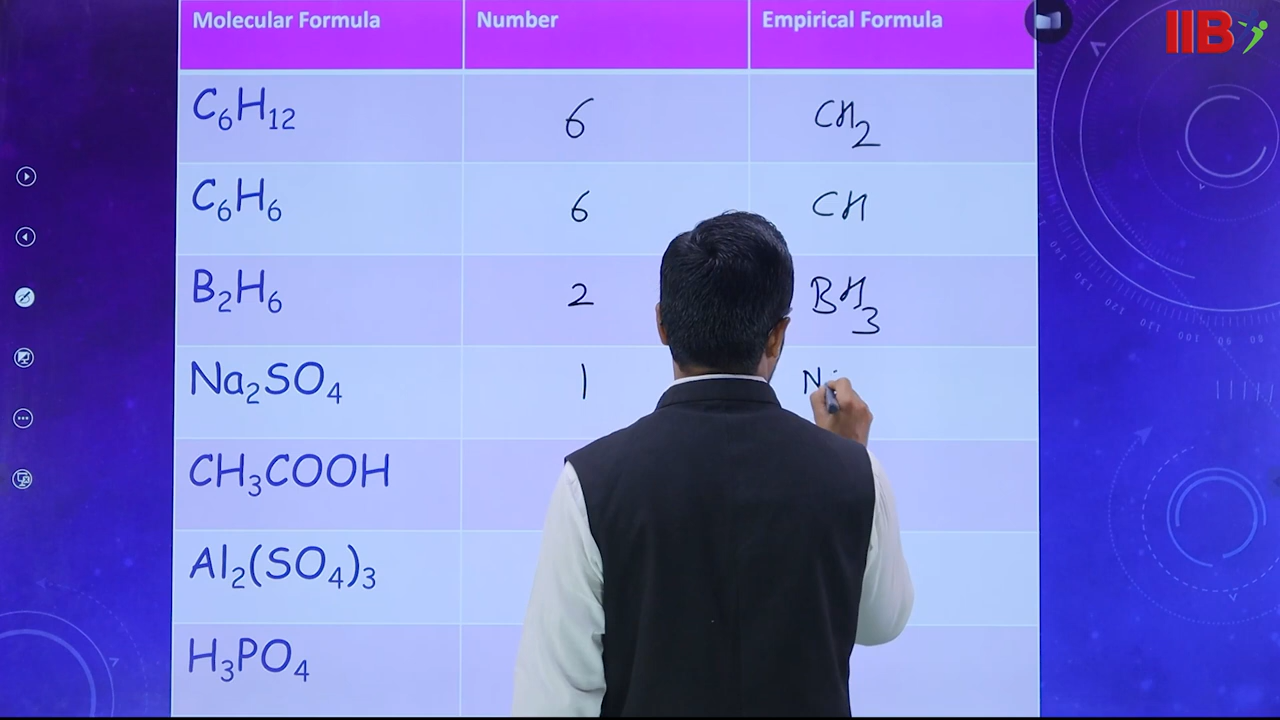 Molecular Formula Number Empirical Formula
IIB
C₆H₁₂ 6 CH₂
C₆H₆ 6 CH
B₂H₆ 2 BH₃
Na₂SO₄ 1
CH₃COOH
Al₂(SO₄)₃
H₃PO₄